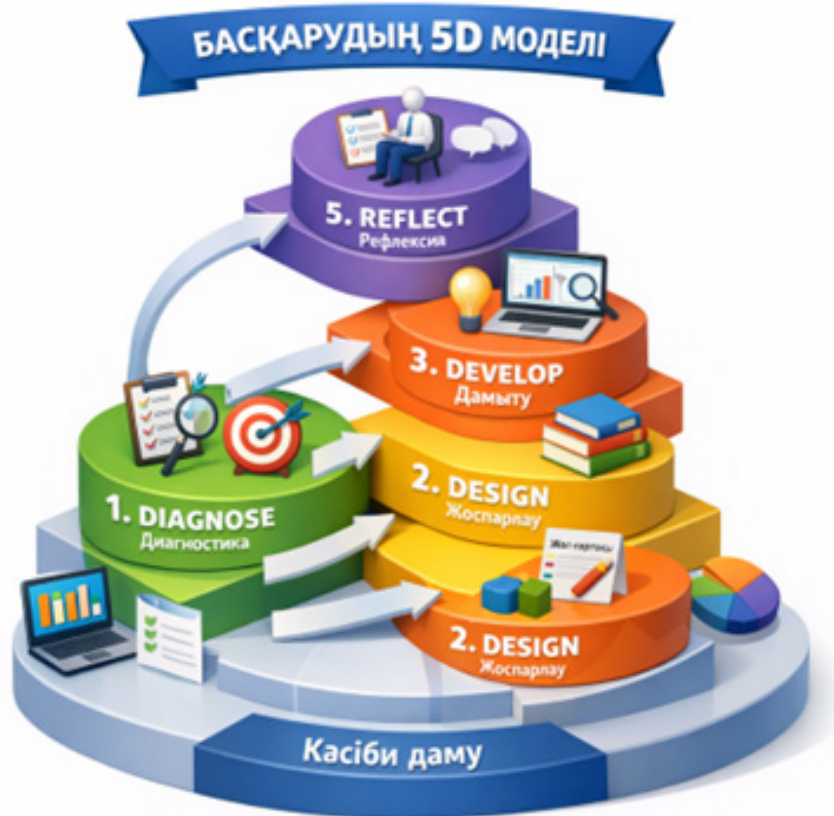 БАСҚАРУДЫҢ 5D МОДЕЛІ
5. REFLECT
Рефлексия
3. DEVELOP
Дамыту
1. DIAGNOSE
Диагностика
2. DESIGN
Жоспарлау
2. DESIGN
Жоспарлау
Касіби даму